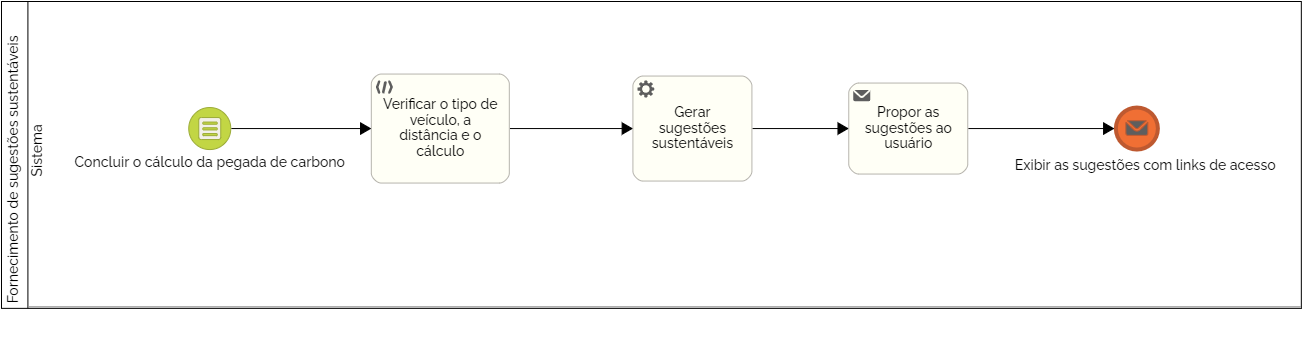 Fornecimento de sugestões sustentáveis
Sistema
Concluir o cálculo da pegada de carbono
Verificar o tipo de
veículo, a
distância e o
cálculo
Gerar
sugestões
sustentáveis
Propor as
sugestões ao
usuário
Exibir as sugestões com links de acesso